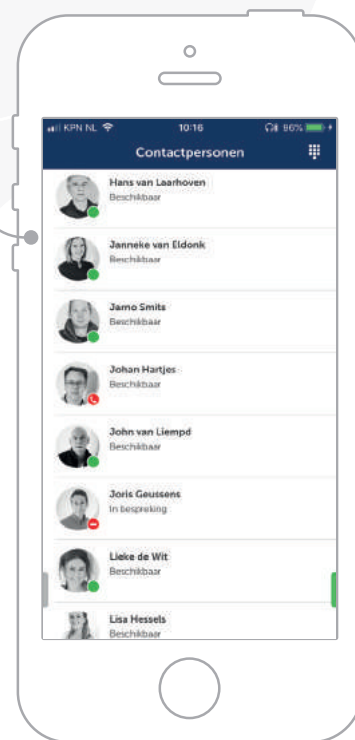 KPN NL 10:16 96%
Contactpersonen
Hans van Laarhoven
Beschikbaar
Janneke van Eldonk
Beschikbaar
Jarno Smits
Beschikbaar
Johan Hartjes
Beschikbaar
John van Liempd
Beschikbaar
Joris Geussens
In bespreking
Lieke de Wit
Beschikbaar
Lisa Hessels
Beschikbaar